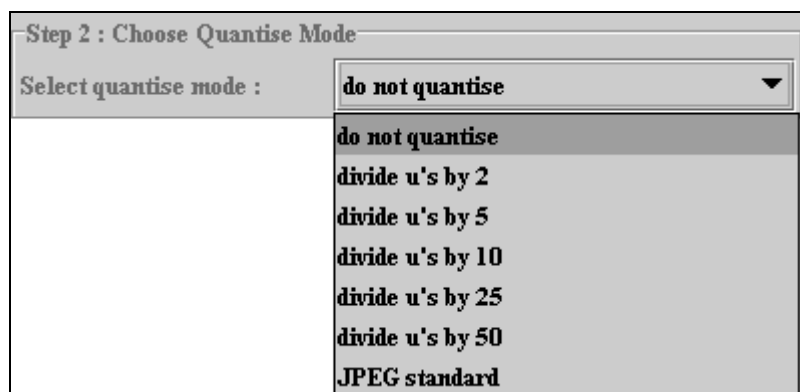 Step 2 : Choose Quantise Mode
Select quantise mode : do not quantise
do not quantise
divide u's by 2
divide u's by 5
divide u's by 10
divide u's by 25
divide u's by 50
JPEG standard